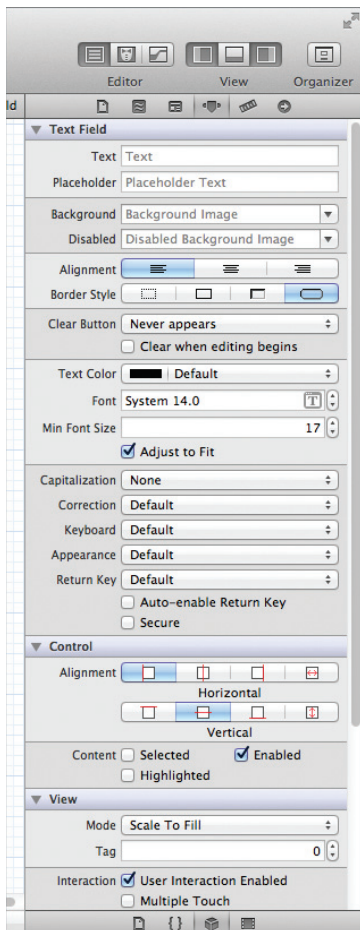 Editor View Organizer
ld
Text Field
Text Text
Placeholder Placeholder Text
Background Background Image
Disabled Disabled Background Image
Alignment
Border Style
Clear Button Never appears
Clear when editing begins
Text Color Default
Font System 14.0 T
Min Font Size 17
Adjust to Fit
Capitalization None
Correction Default
Keyboard Default
Appearance Default
Return Key Default
Auto-enable Return Key
Secure
Control
Alignment
Horizontal
Vertical
Content Selected Enabled
Highlighted
View
Mode Scale To Fill
Tag 0
Interaction User Interaction Enabled
Multiple Touch
{}